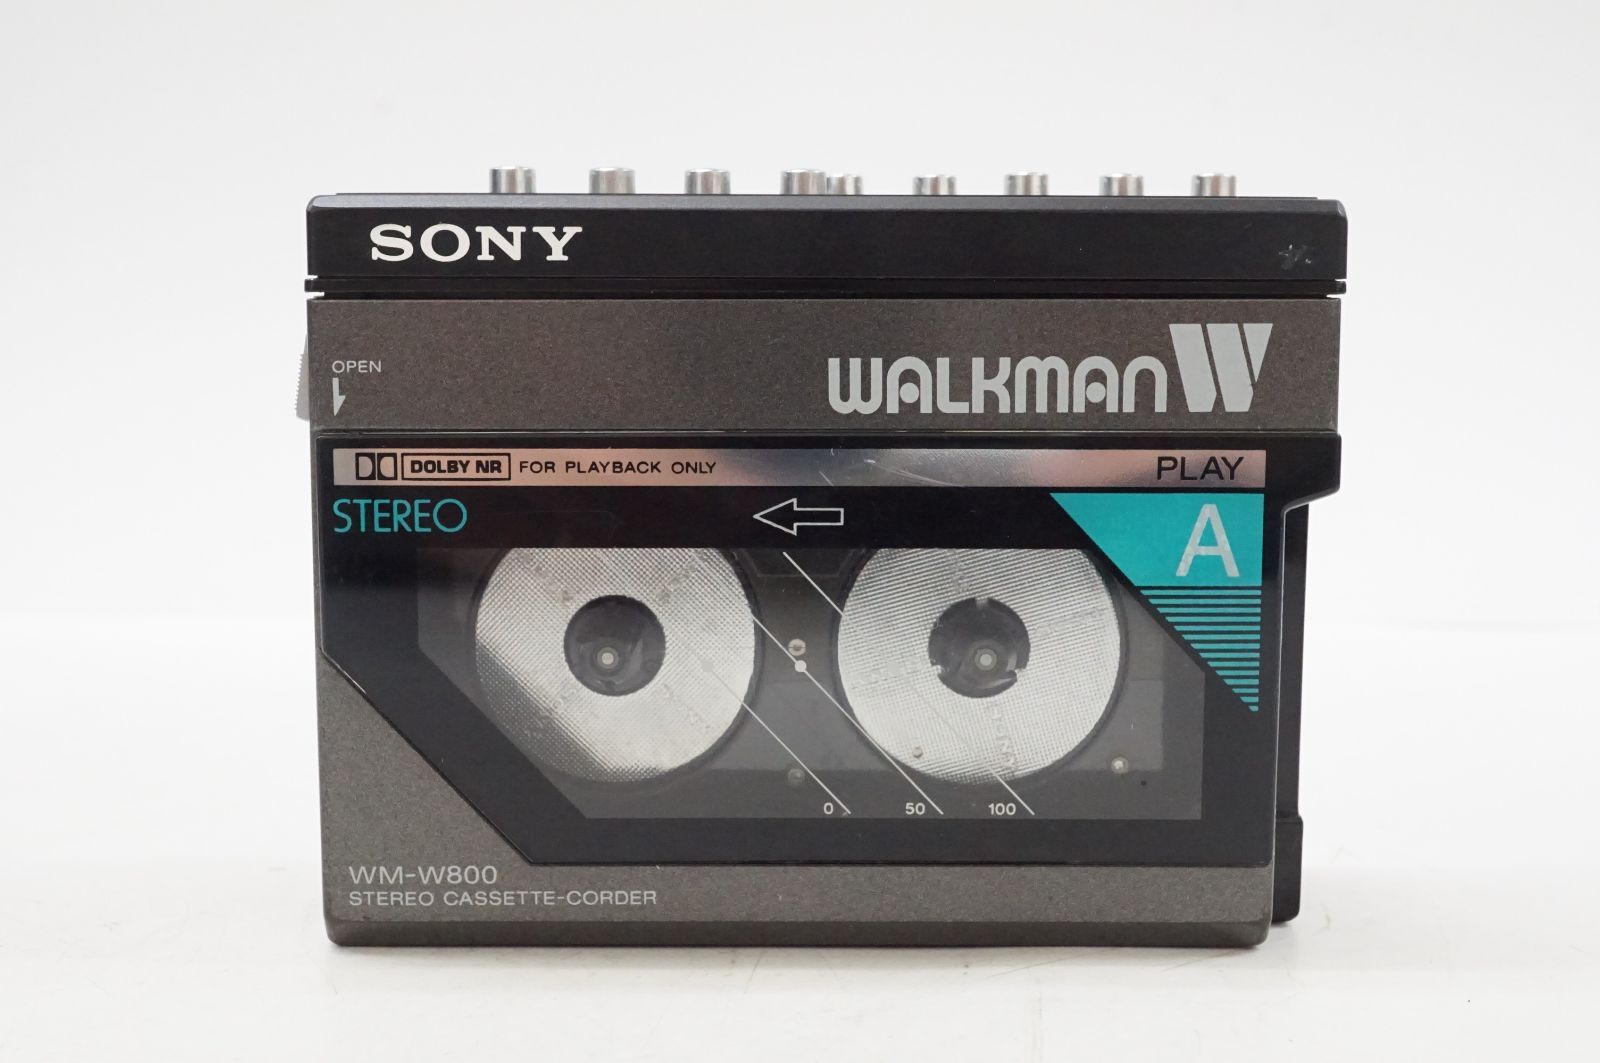 SONY
OPEN
WALKMAN W
DOLBY NR FOR PLAYBACK ONLY
PLAY
STEREO
A
0 50 100
WM-W800
STEREO CASSETTE-CORDER